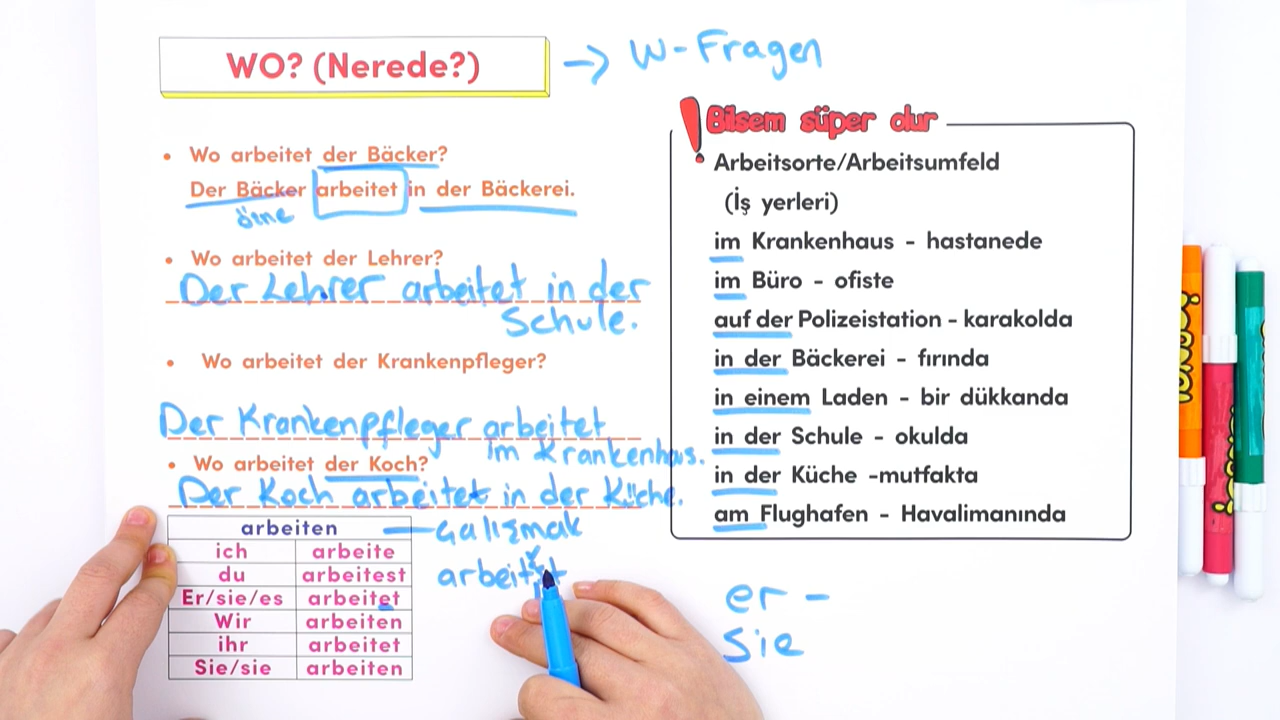 WO? (Nerede?)
→ W-Fragen
• Wo arbeitet der Bäcker?
Der Bäcker arbeitet in der Bäckerei.
özne
• Wo arbeitet der Lehrer?
Der Lehrer arbeitet in der
Schule.
• Wo arbeitet der Krankenpfleger?
Der Krankenpfleger arbeitet
im Krankenhaus.
• Wo arbeitet der Koch?
Der Koch arbeitet in der Küche.
arbeiten — çalışmak
ich arbeite
du arbeitest
Er/sie/es arbeitet
Wir arbeiten
ihr arbeitet
Sie/sie arbeiten
Bilsem süper olur
Arbeitsorte/Arbeitsumfeld
(İş yerleri)
im Krankenhaus - hastanede
im Büro - ofiste
auf der Polizeistation - karakolda
in der Bäckerei - fırında
in einem Laden - bir dükkanda
in der Schule - okulda
in der Küche -mutfakta
am Flughafen - Havalimanında
er -
sie